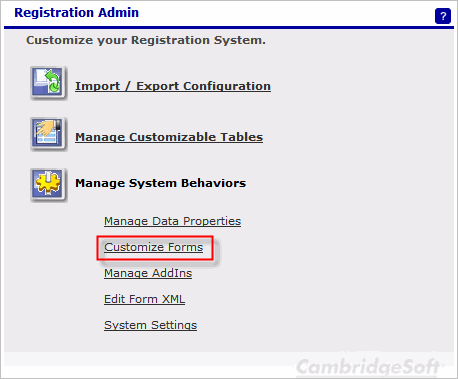 Registration Admin
?
Customize your Registration System.
Import / Export Configuration
Manage Customizable Tables
Manage System Behaviors
Manage Data Properties
Customize Forms
Manage AddIns
Edit Form XML
System Settings
CambridgeSoft